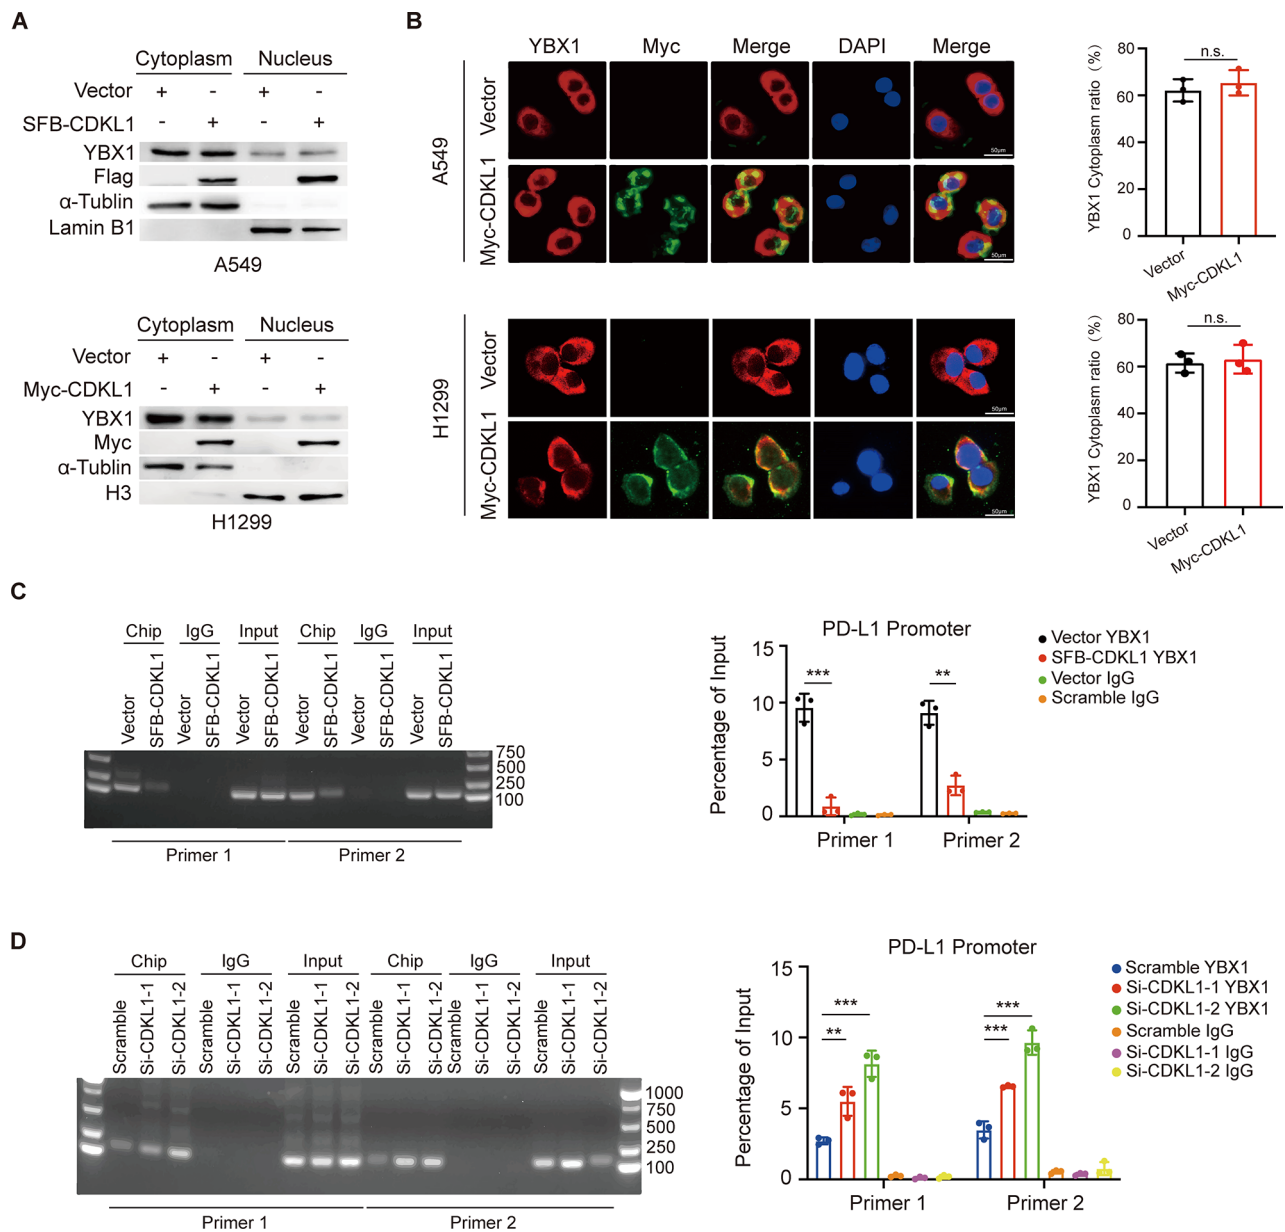 A
Cytoplasm Nucleus
Vector + - + -
SFB-CDKL1 - + - +
YBX1
Flag
α-Tublin
Lamin B1
A549
Cytoplasm Nucleus
Vector + - + -
Myc-CDKL1 - + - +
YBX1
Myc
α-Tublin
H3
H1299
B
YBX1 Myc Merge DAPI Merge
A549
Vector
50μm
Myc-CDKL1
50μm
H1299
Vector
50μm
Myc-CDKL1
50μm
YBX1 Cytoplasm ratio (%)
80
60
40
20
0
n.s.
Vector
Myc-CDKL1
YBX1 Cytoplasm ratio (%)
80
60
40
20
0
n.s.
Vector
Myc-CDKL1
C
Chip IgG Input Chip IgG Input
Vector SFB-CDKL1 Vector SFB-CDKL1 Vector SFB-CDKL1 Vector SFB-CDKL1 Vector SFB-CDKL1 Vector SFB-CDKL1
750
500
250
100
Primer 1 Primer 2
PD-L1 Promoter
Percentage of Input
15
10
5
0
*** **
Primer 1 Primer 2
Vector YBX1
SFB-CDKL1 YBX1
Vector IgG
Scramble IgG
D
Chip IgG Input Chip IgG Input
Scramble Si-CDKL1-1 Si-CDKL1-2 Scramble Si-CDKL1-1 Si-CDKL1-2 Scramble Si-CDKL1-1 Si-CDKL1-2 Scramble Si-CDKL1-1 Si-CDKL1-2 Scramble Si-CDKL1-1 Si-CDKL1-2 Scramble Si-CDKL1-1 Si-CDKL1-2
1000
750
500
250
100
Primer 1 Primer 2
PD-L1 Promoter
Percentage of Input
15
10
5
0
*** ***
** ***
Primer 1 Primer 2
Scramble YBX1
Si-CDKL1-1 YBX1
Si-CDKL1-2 YBX1
Scramble IgG
Si-CDKL1-1 IgG
Si-CDKL1-2 IgG